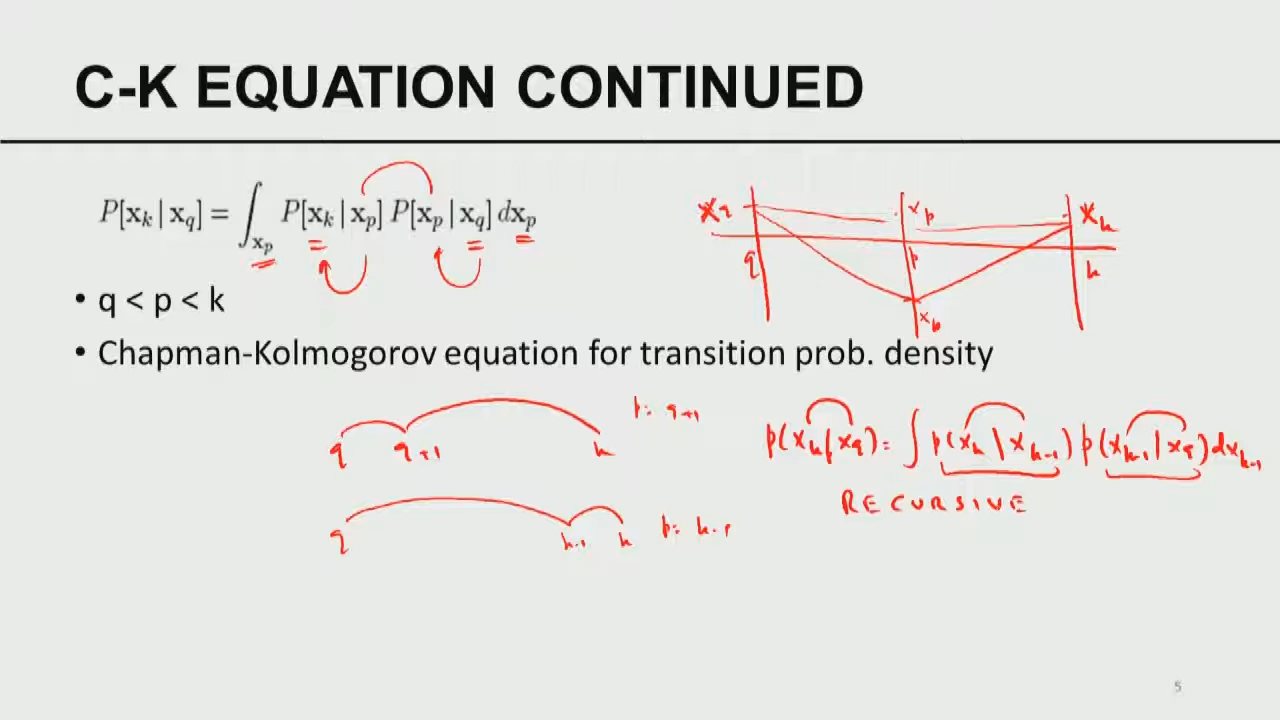 C-K EQUATION CONTINUED
P[x_k | x_q] = ∫_{x_p} P[x_k | x_p] P[x_p | x_q] dx_p
x_q x_p x_k
q p k
x_p
• q < p < k
• Chapman-Kolmogorov equation for transition prob. density
q q+1 k p: q+1
p(x_k | x_q) = ∫ p(x_k | x_{k-1}) p(x_{k-1} | x_q) dx_{k-1}
RECURSIVE
q k-1 k p: k-1
5